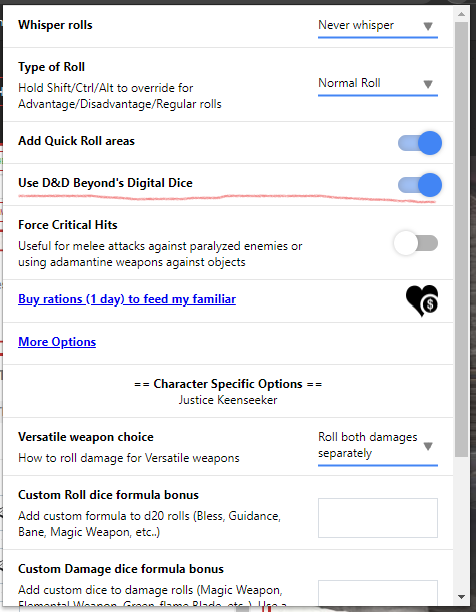 Whisper rolls
Never whisper
Type of Roll
Hold Shift/Ctrl/Alt to override for
Advantage/Disadvantage/Regular rolls
Normal Roll
Add Quick Roll areas
Use D&D Beyond's Digital Dice
Force Critical Hits
Useful for melee attacks against paralyzed enemies or
using adamantine weapons against objects
Buy rations (1 day) to feed my familiar
$
More Options
== Character Specific Options ==
Justice Keenseeker
Versatile weapon choice
How to roll damage for Versatile weapons
Roll both damages
separately
Custom Roll dice formula bonus
Add custom formula to d20 rolls (Bless, Guidance,
Bane, Magic Weapon, etc..)
Custom Damage dice formula bonus
Add custom dice to damage rolls (Magic Weapon,
Elemental Weapon, Green-flame Blade, etc.). Use a